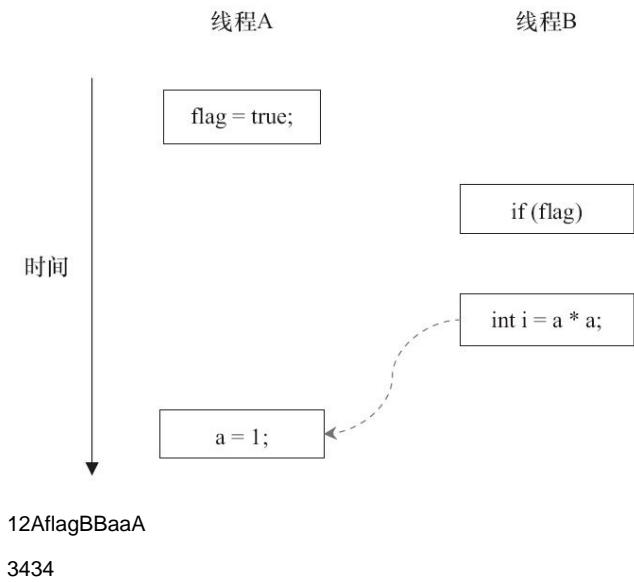 线程A 线程B
flag = true;
if (flag)
时间
int i = a * a;
a = 1;
12AflagBBaaA
3434